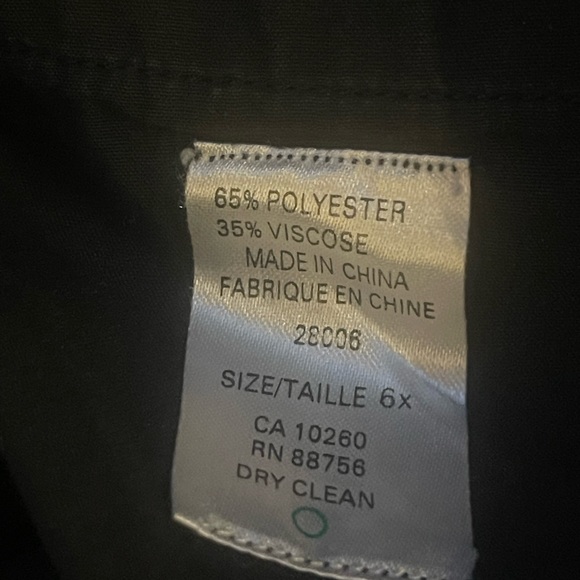 65% POLYESTER
35% VISCOSE
MADE IN CHINA
FABRIQUE EN CHINE
28006
SIZE/TAILLE 6X
CA 10260
RN 88756
DRY CLEAN